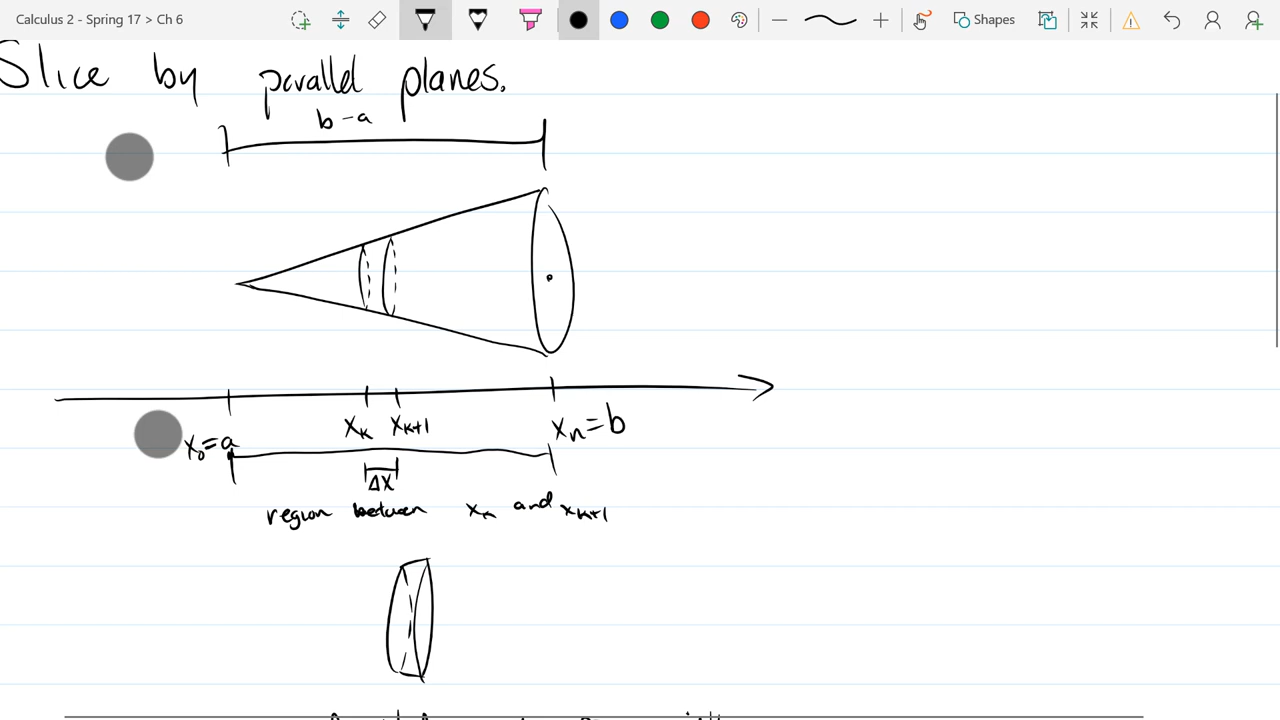 Calculus 2 - Spring 17 > Ch 6
Shapes
Slice by parallel planes.
b-a
x₀=a
xₖ xₖ₊₁
xₙ=b
Δx
region between xₖ and xₖ₊₁